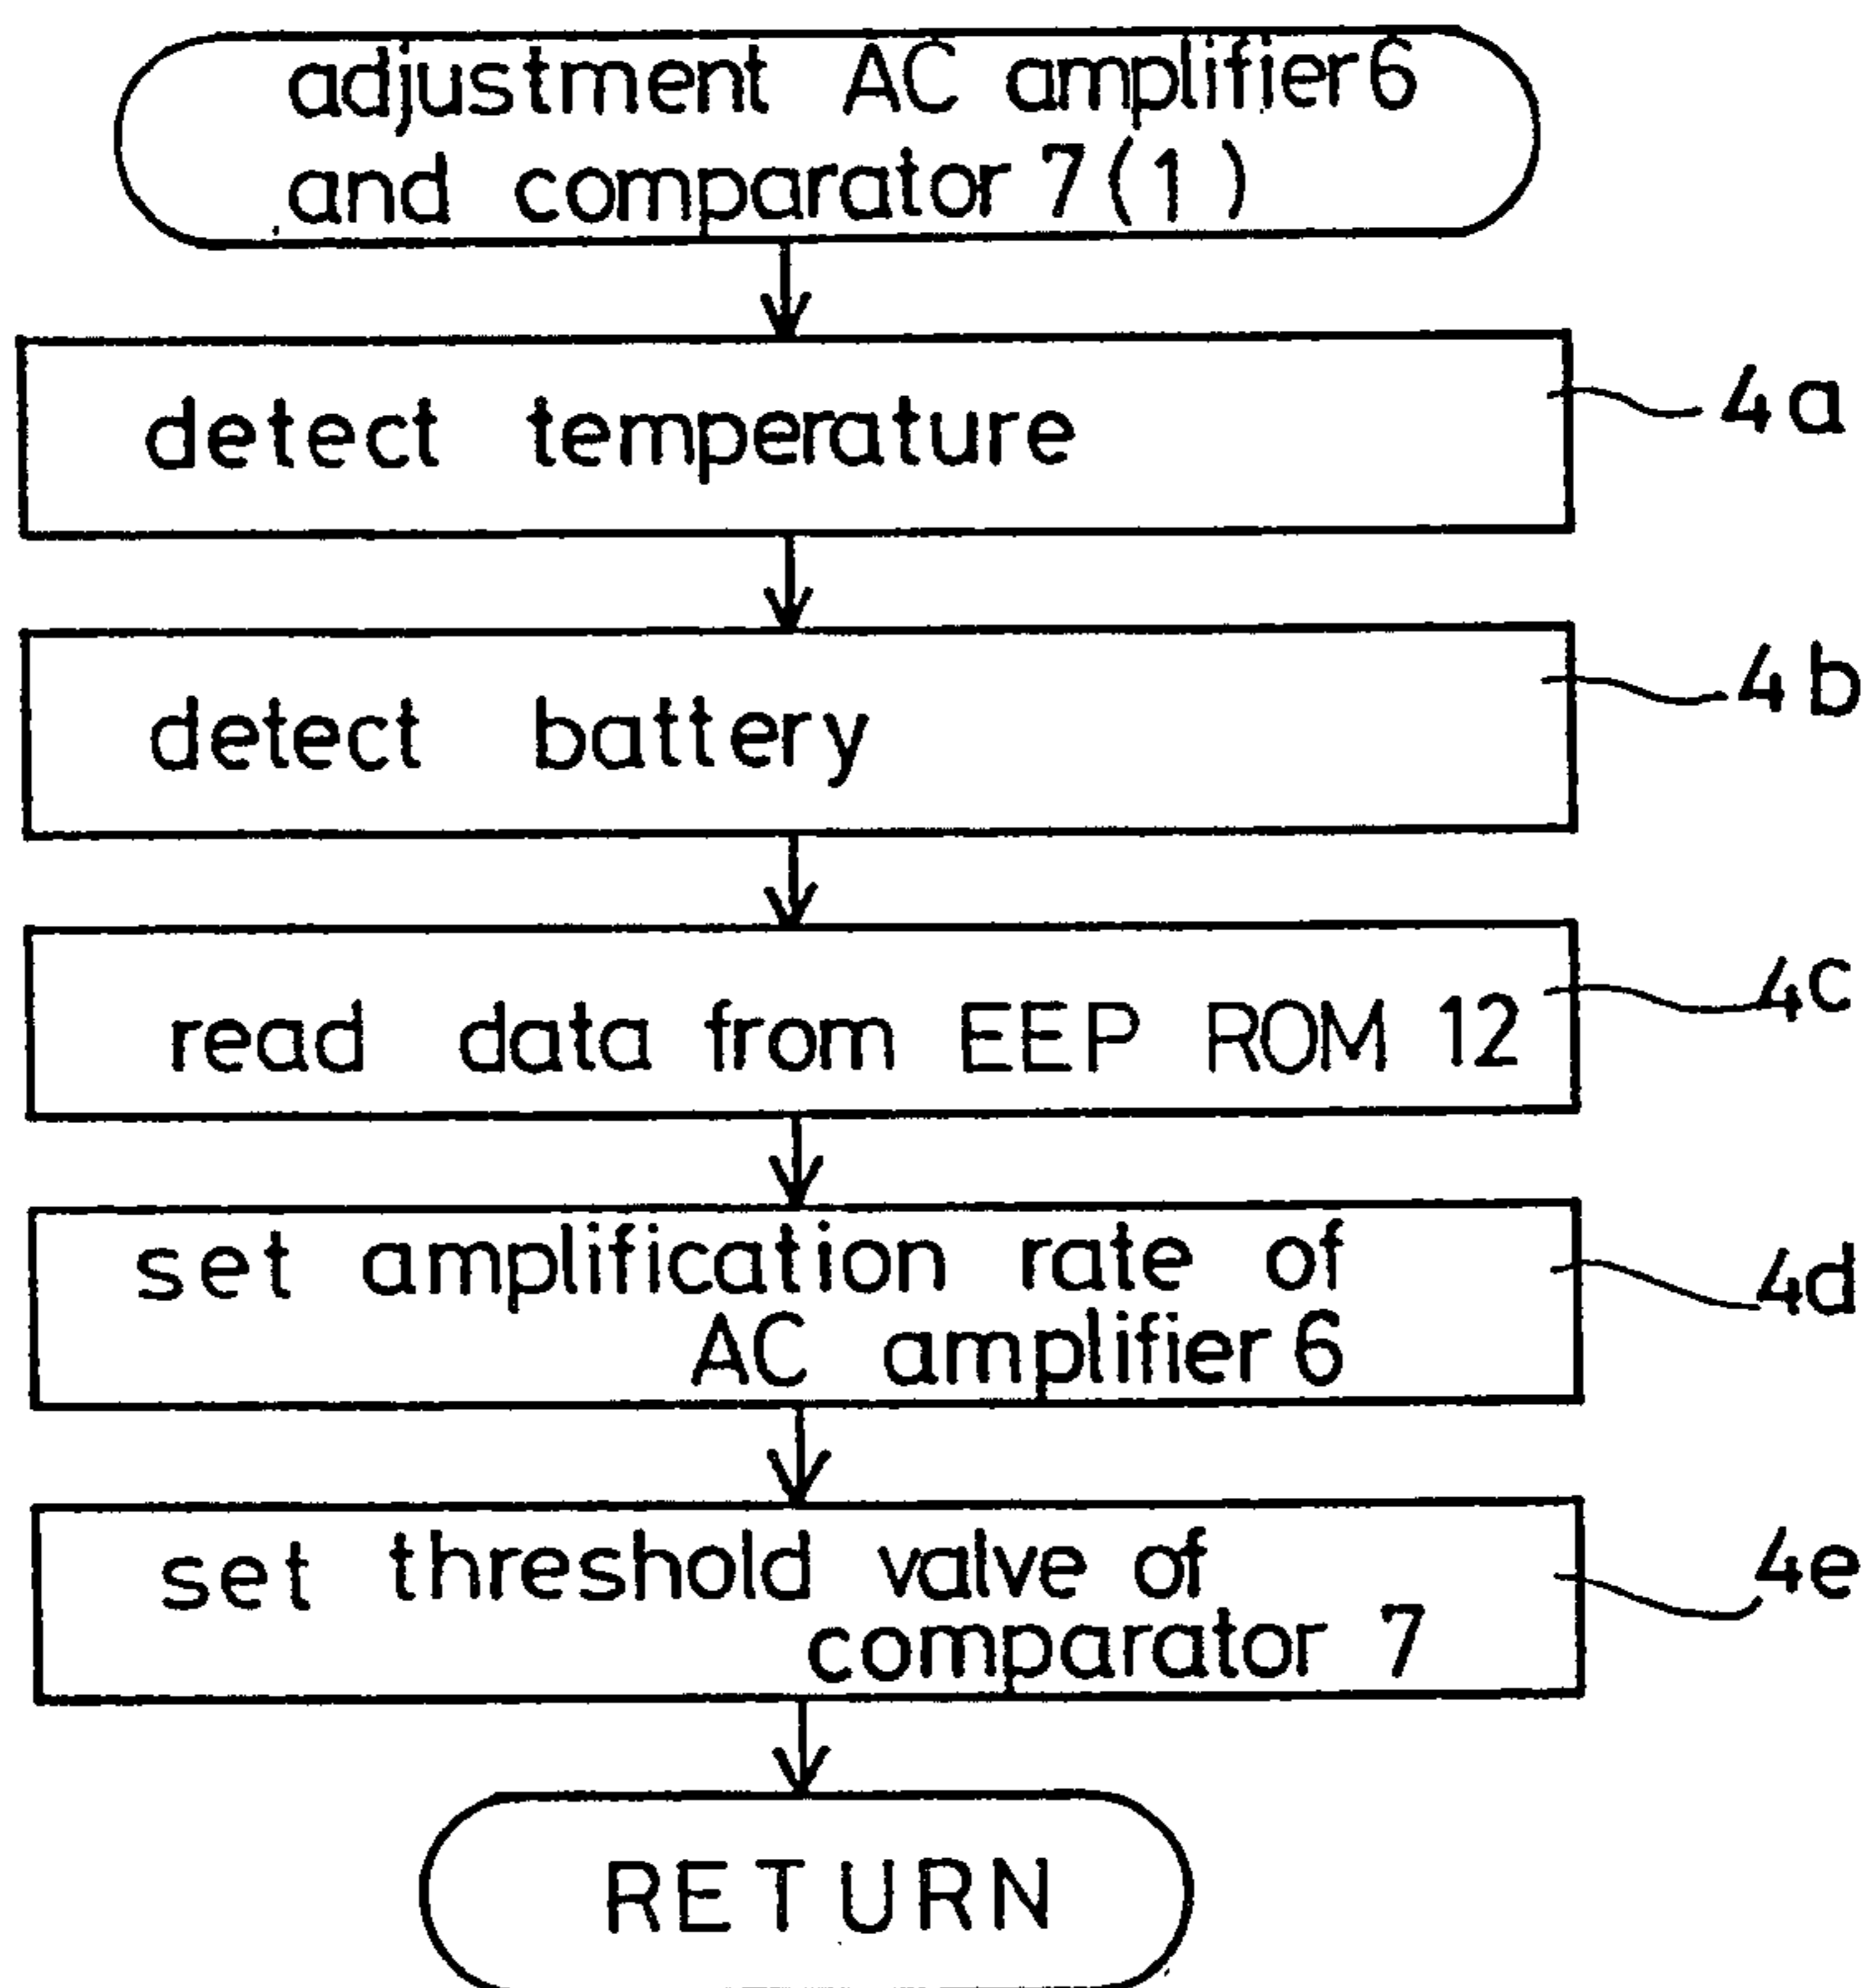 adjustment AC amplifier 6
and comparator 7(1)
detect temperature
4a
detect battery
4b
read data from EEP ROM 12
4c
set amplification rate of
AC amplifier 6
4d
set threshold valve of
comparator 7
4e
RETURN